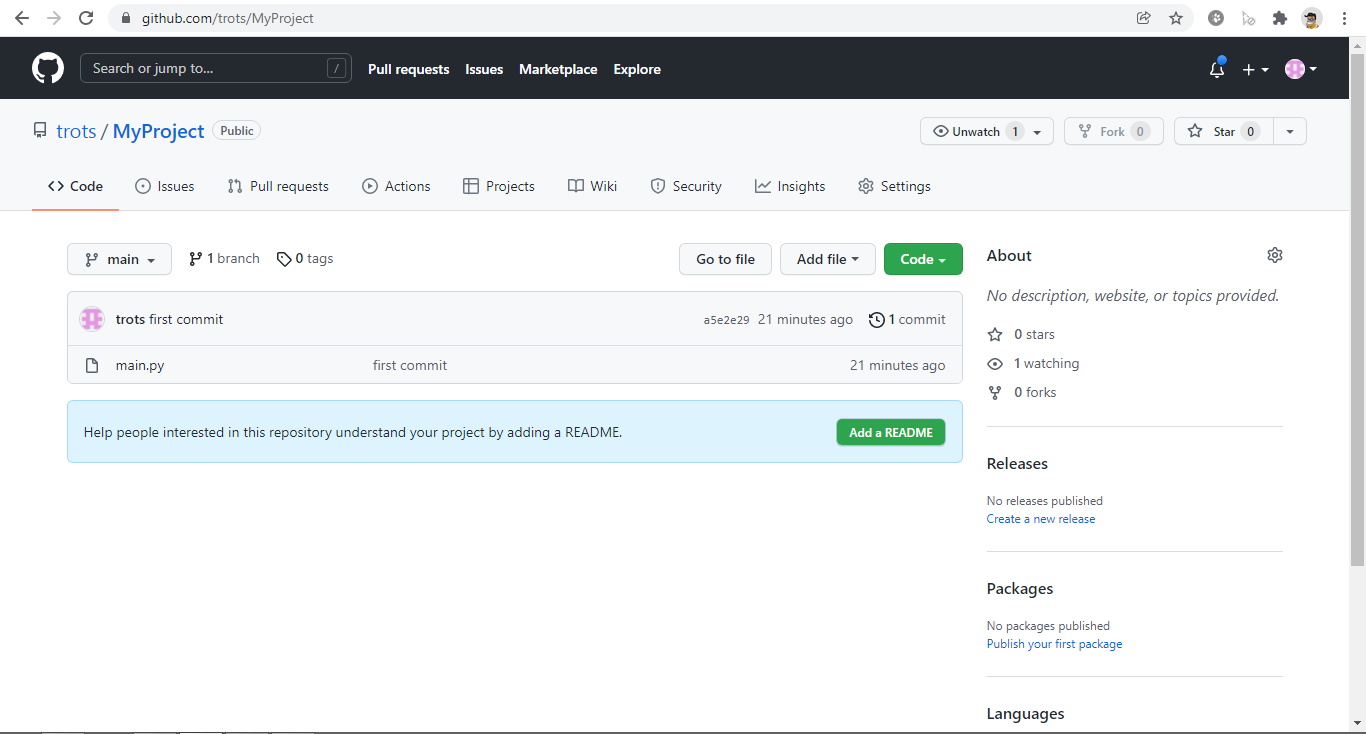 github.com/trots/MyProject
Search or jump to... /
Pull requests Issues Marketplace Explore
trots / MyProject Public
Unwatch 1 Fork 0 Star 0
Code Issues Pull requests Actions Projects Wiki Security Insights Settings
main 1 branch 0 tags Go to file Add file Code
trots first commit a5e2e29 21 minutes ago 1 commit
main.py first commit 21 minutes ago
Help people interested in this repository understand your project by adding a README. Add a README
About
No description, website, or topics provided.
0 stars
1 watching
0 forks
Releases
No releases published
Create a new release
Packages
No packages published
Publish your first package
Languages